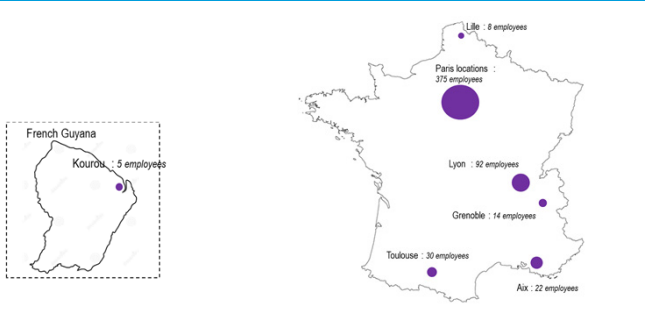 Lille : 8 employees
Paris locations :
375 employees
French Guyana
Kourou : 5 employees
Lyon : 92 employees
Grenoble : 14 employees
Toulouse : 30 employees
Aix : 22 employees